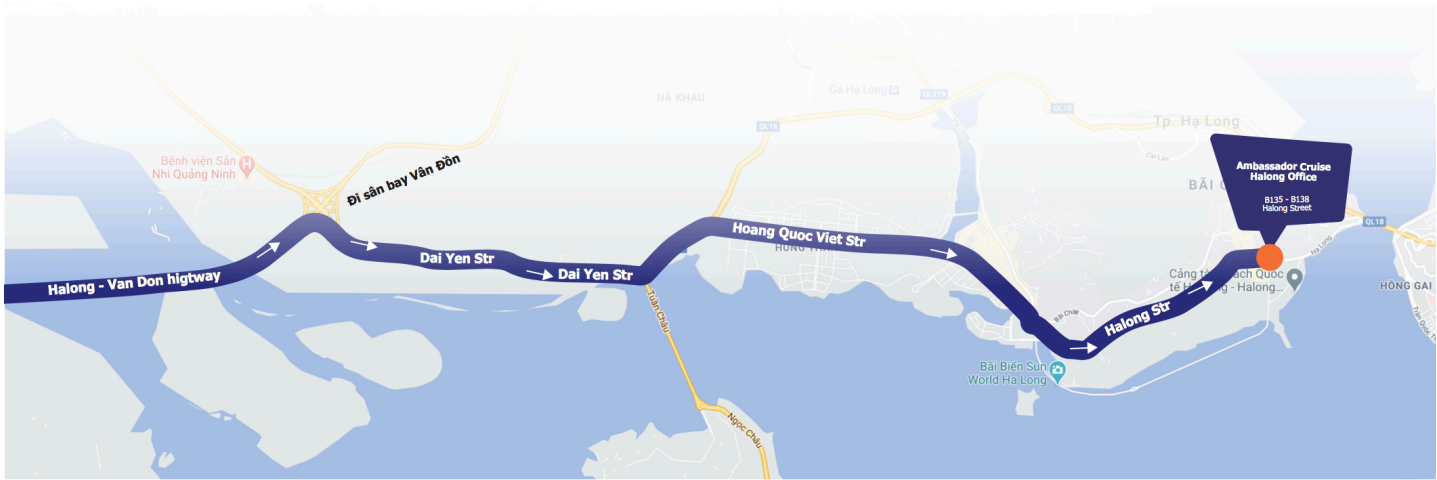 Bệnh viện Sản
Nhi Quảng Ninh
H
Đi sân bay Vân Đồn
Halong - Van Don higtway
Dai Yen Str
Dai Yen Str
Tuần Châu
Ngọc Châu
HÀ KHẨU
QL18
Ga Hạ Long
QL279
QL18
Tp. Hạ Long
Cái Lân
Hoang Quoc Viet Str
Bãi Cháy
Halong Str
Bãi Biển Sun
World Hạ Long
Ambassador Cruise
Halong Office
B135 - B138
Halong Street
Hạ Long
QL18
HÒNG GAI